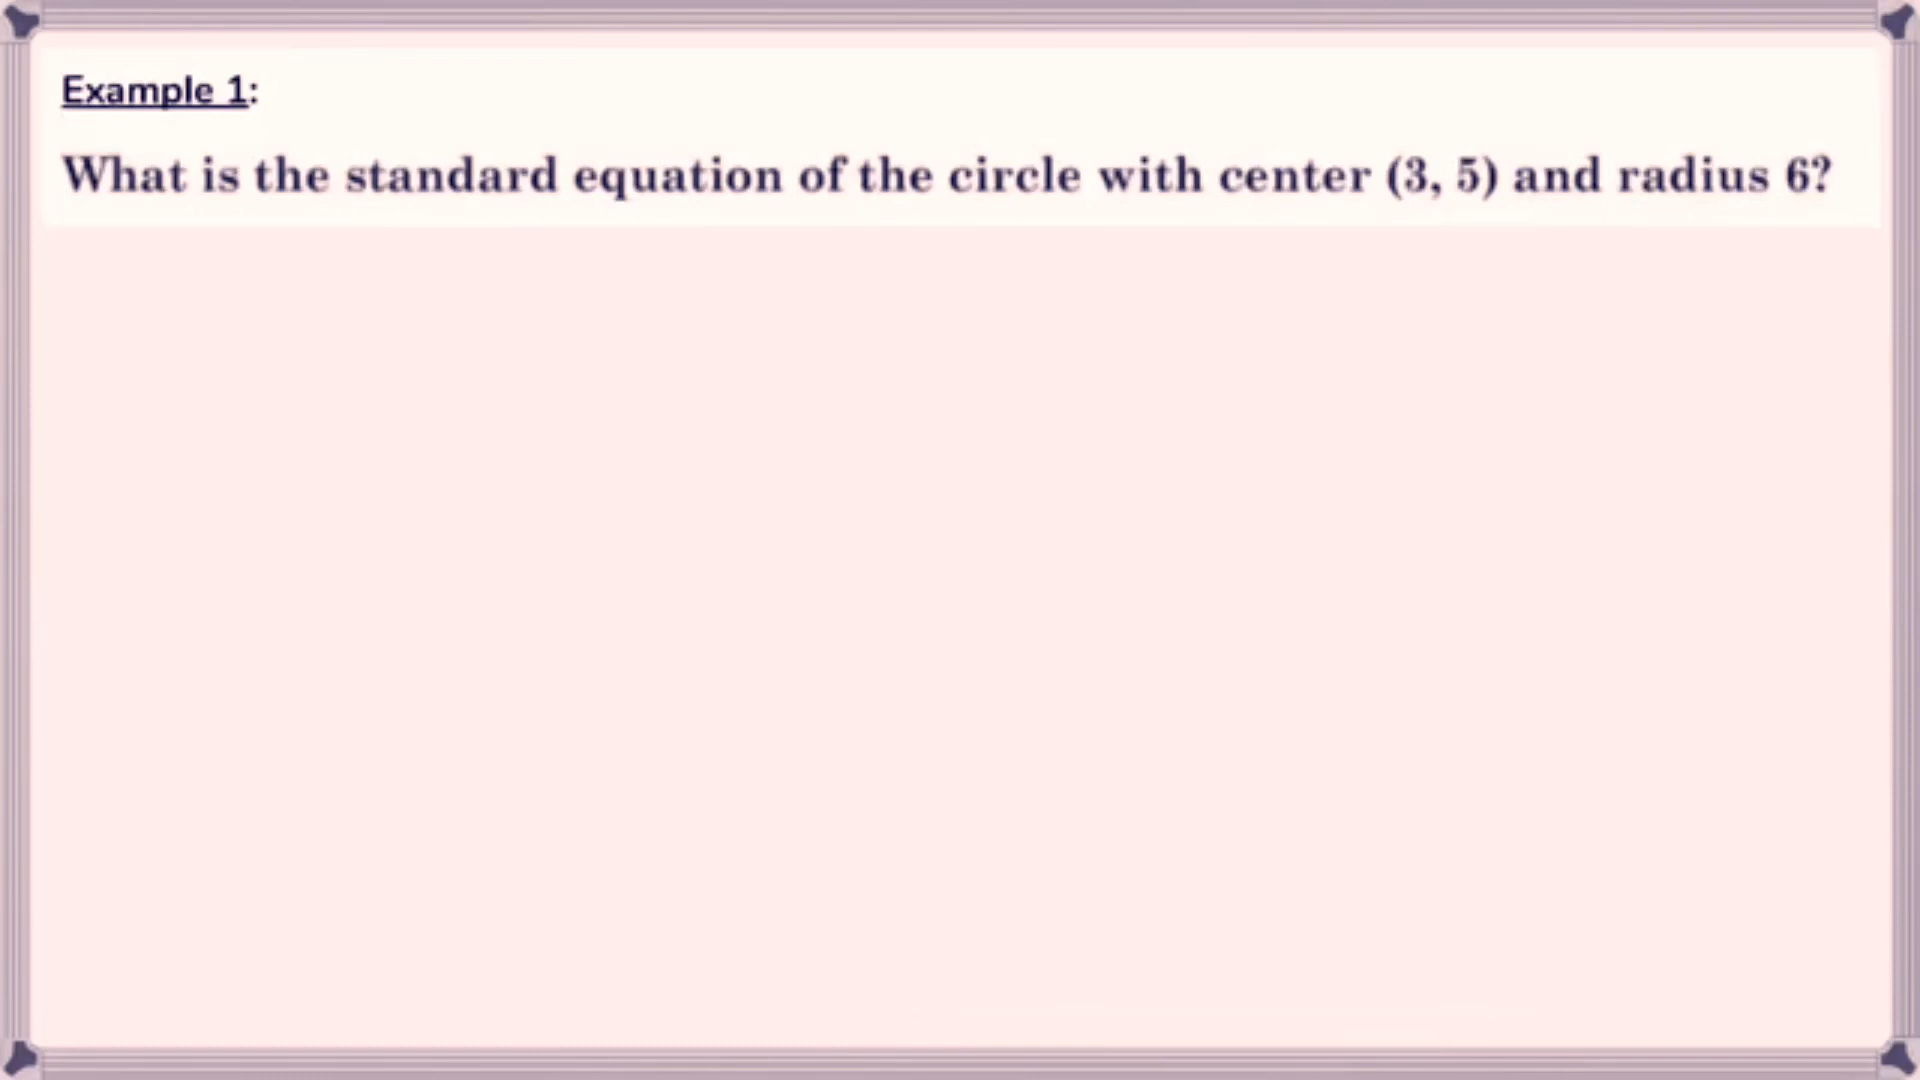 Example 1:
What is the standard equation of the circle with center (3, 5) and radius 6?